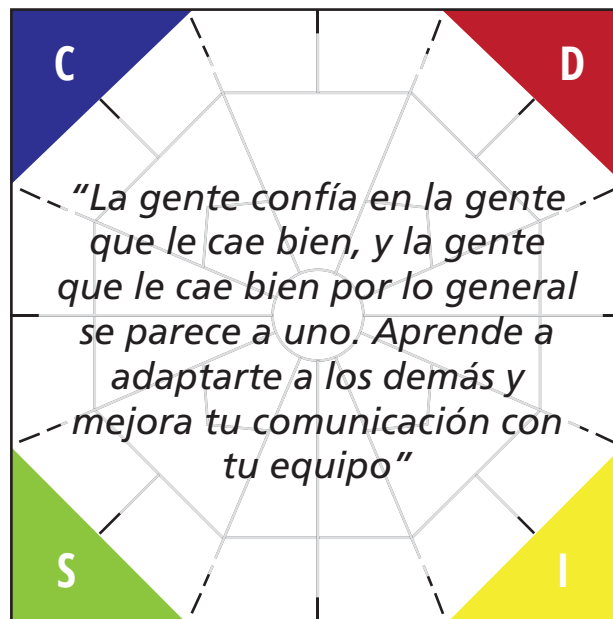 C
D
“La gente confía en la gente
que le cae bien, y la gente
que le cae bien por lo general
se parece a uno. Aprende a
adaptarte a los demás y
mejora tu comunicación con
tu equipo”
S
I